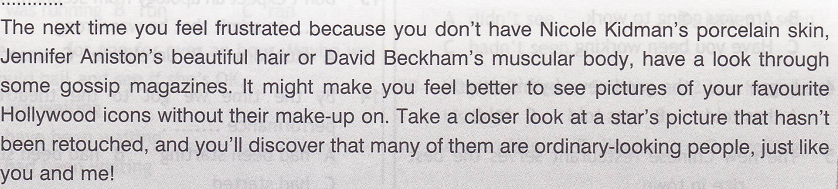 ............
The next time you feel frustrated because you don't have Nicole Kidman's porcelain skin,
Jennifer Aniston's beautiful hair or David Beckham's muscular body, have a look through
some gossip magazines. It might make you feel better to see pictures of your favourite
Hollywood icons without their make-up on. Take a closer look at a star's picture that hasn't
been retouched, and you'll discover that many of them are ordinary-looking people, just like
you and me!